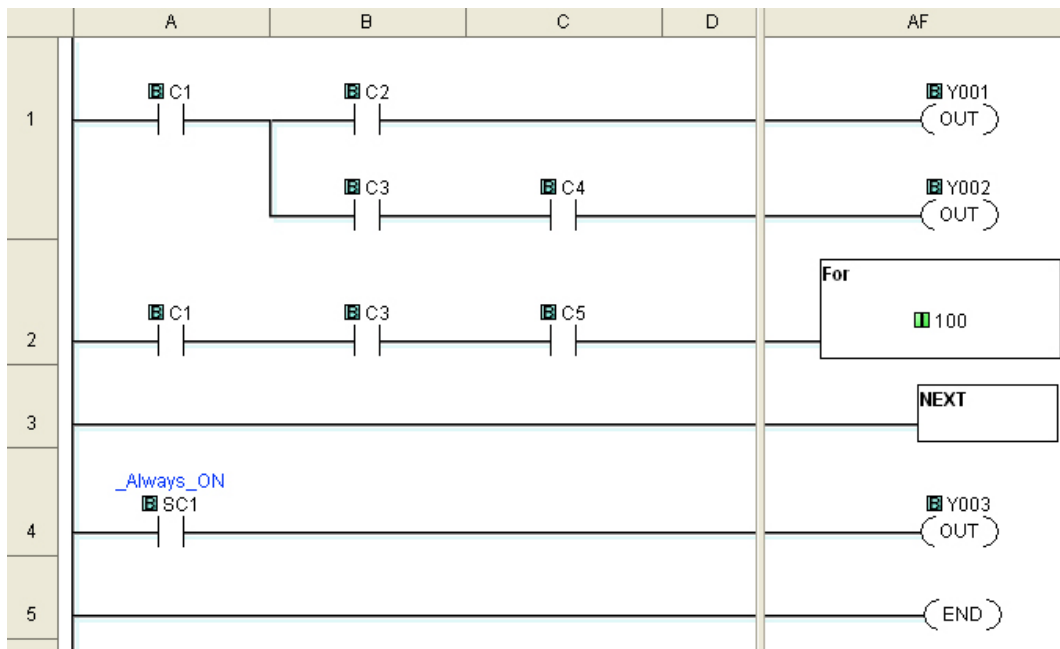 A B C D AF
B C1 B C2 B Y001
1 OUT
B C3 B C4 B Y002
OUT
For
B C1 B C3 B C5 I 100
2
NEXT
3
_Always_ON
B SC1 B Y003
4 OUT
5 END